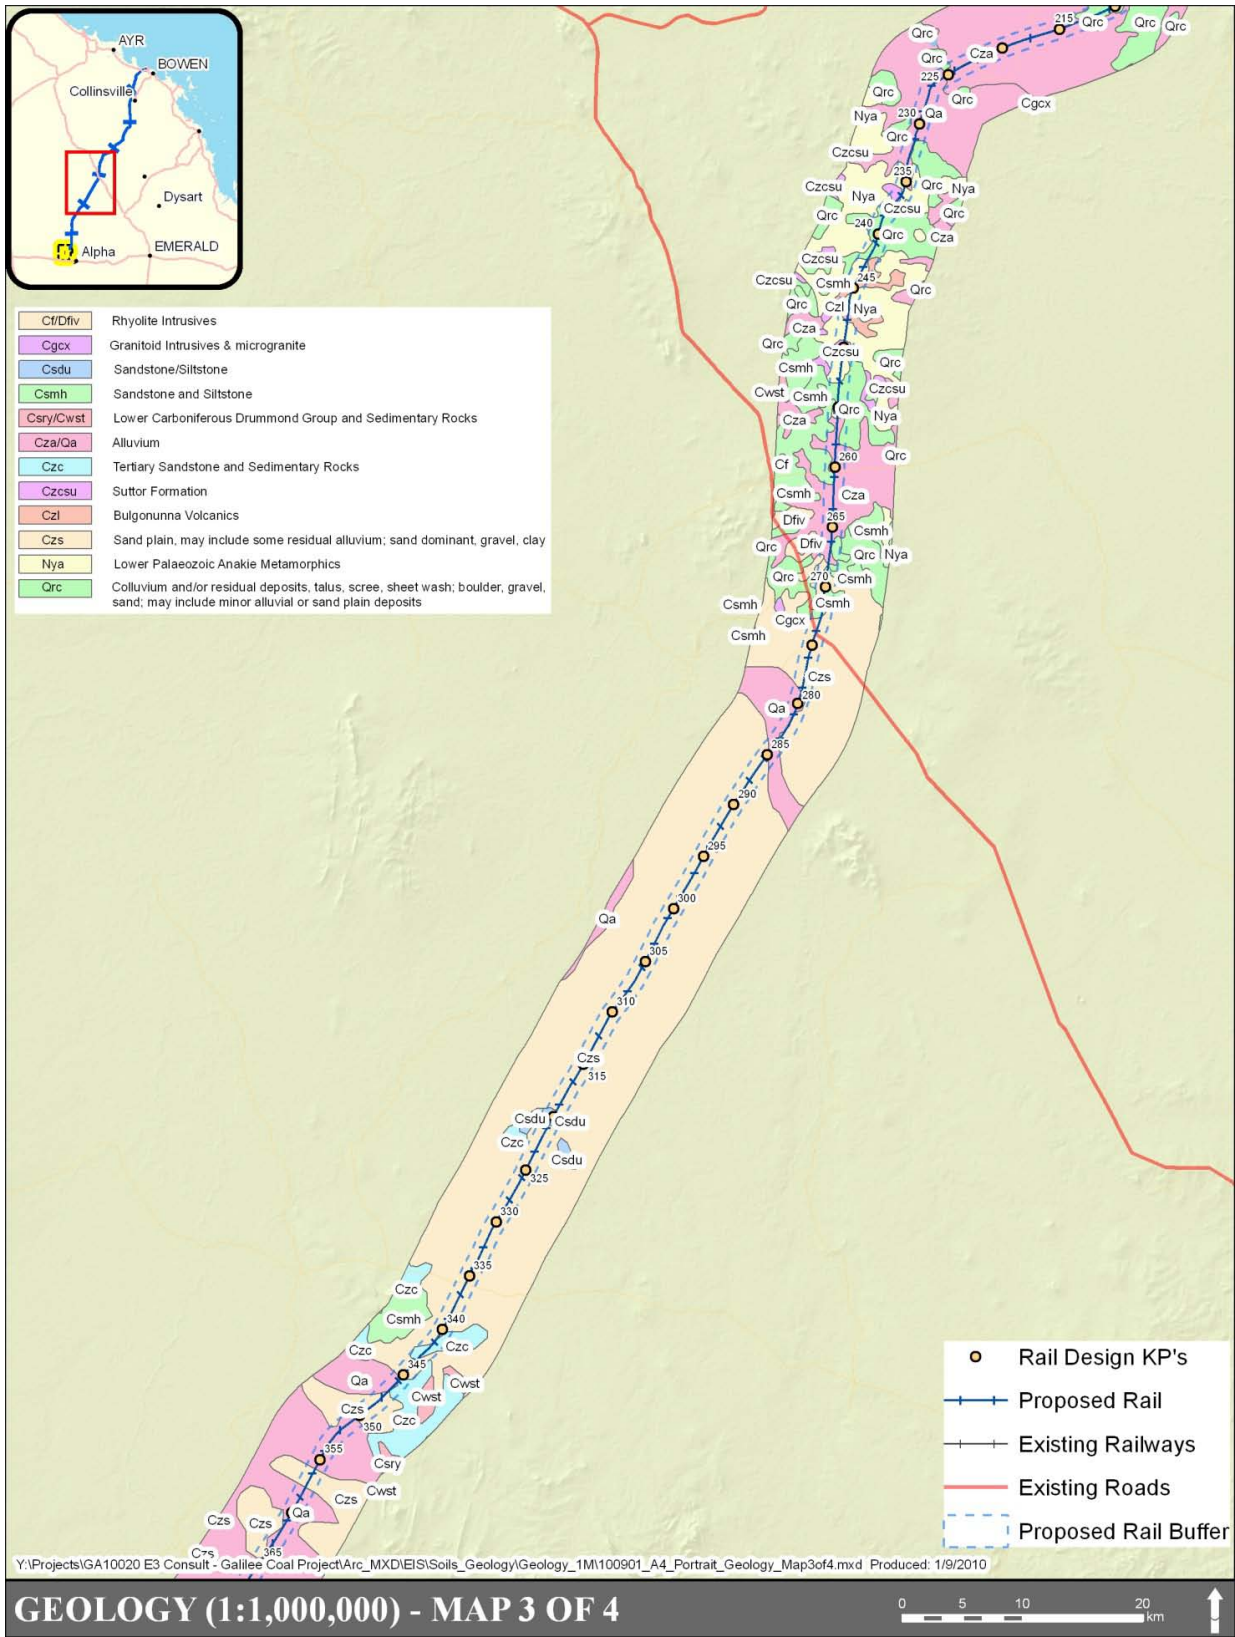 AYR
BOWEN
Collinsville
Dysart
EMERALD
Alpha
Cf/Dfiv Rhyolite Intrusives
Cgcx Granitoid Intrusives & microgranite
Csdu Sandstone/Siltstone
Csmh Sandstone and Siltstone
Csry/Cwst Lower Carboniferous Drummond Group and Sedimentary Rocks
Cza/Qa Alluvium
Czc Tertiary Sandstone and Sedimentary Rocks
Czcsu Suttor Formation
Czl Bulgonunna Volcanics
Czs Sand plain, may include some residual alluvium; sand dominant, gravel, clay
Nya Lower Palaeozoic Anakie Metamorphics
Qrc Colluvium and/or residual deposits, talus, scree, sheet wash; boulder, gravel,
sand; may include minor alluvial or sand plain deposits
215 Qrc Qrc Qrc
Qrc
Cza
Qrc
225
Qrc Qrc
Cgcx
Nya 230 Qa
Qrc
Czcsu
235
Czcsu Qrc Nya
Nya
Qrc Czcsu Qrc
240
Qrc Cza
Czcsu
Czcsu Csmh 245
Qrc
Qrc Czl Nya
Cza
Qrc Czcsu
Qrc
Csmh
Cwst Csmh Czcsu
Qrc Nya
Cza
260 Qrc
Cf
Csmh Cza
Dfiv 265
Csmh
Qrc Dfiv
Qrc Nya
Qrc 270 Csmh
Csmh Csmh
Cgcx
Csmh
Czs
280
Qa
285
290
295
300
Qa
305
310
Czs
315
Csdu Csdu
Czc
Csdu
325
330
335
Czc
Csmh 340
Czc Czc
345
Qa Cwst
Cwst
Czs
350 Czc
355
Csry
Cwst
Czs
Qa
Czs Czs
Czs
365
Rail Design KP's
Proposed Rail
Existing Railways
Existing Roads
Proposed Rail Buffer
Y:\Projects\GA10020 E3 Consult - Galilee Coal Project\Arc_MXD\EIS\Soils_Geology\Geology_1M\100901_A4_Portrait_Geology_Map3of4.mxd Produced: 1/9/2010
GEOLOGY (1:1,000,000) - MAP 3 OF 4
0 5 10 20
km